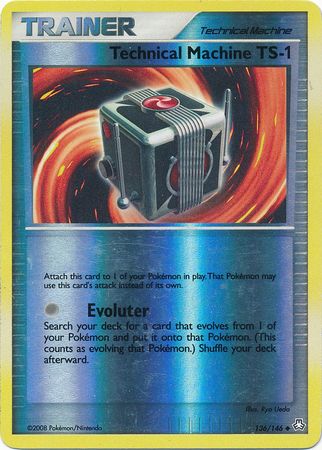 TRAINER
Technical Machine
Technical Machine TS-1
Attach this card to 1 of your Pokémon in play. That Pokémon may
use this card's attack instead of its own.
Evoluter
Search your deck for a card that evolves from 1 of
your Pokémon and put it onto that Pokémon. (This
counts as evolving that Pokémon.) Shuffle your deck
afterward.
Illus. Ryo Ueda
©2008 Pokémon/Nintendo
136/146 ◆